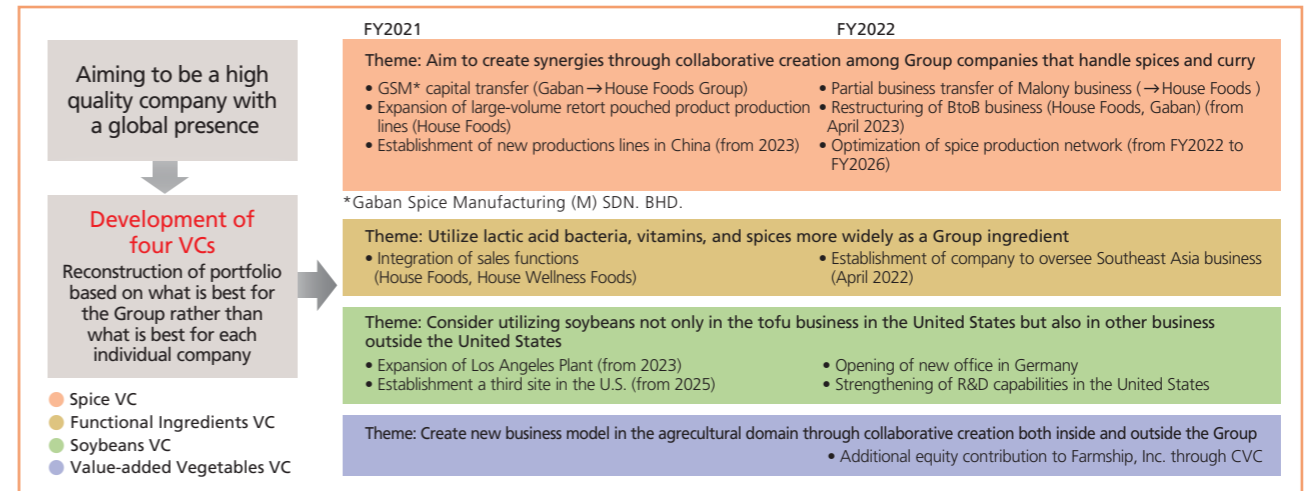 Aiming to be a high
quality company with
a global presence
Development of
four VCs
Reconstruction of portfolio
based on what is best for
the Group rather than
what is best for each
individual company
Spice VC
Functional Ingredients VC
Soybeans VC
Value-added Vegetables VC
FY2021
FY2022
Theme: Aim to create synergies through collaborative creation among Group companies that handle spices and curry
• GSM* capital transfer (Gaban→House Foods Group)
• Expansion of large-volume retort pouched product production
lines (House Foods)
• Establishment of new productions lines in China (from 2023)
• Partial business transfer of Malony business (→House Foods )
• Restructuring of BtoB business (House Foods, Gaban) (from
April 2023)
• Optimization of spice production network (from FY2022 to
FY2026)
*Gaban Spice Manufacturing (M) SDN. BHD.
Theme: Utilize lactic acid bacteria, vitamins, and spices more widely as a Group ingredient
• Integration of sales functions
(House Foods, House Wellness Foods)
• Establishment of company to oversee Southeast Asia business
(April 2022)
Theme: Consider utilizing soybeans not only in the tofu business in the United States but also in other business
outside the United States
• Expansion of Los Angeles Plant (from 2023)
• Establishment a third site in the U.S. (from 2025)
• Opening of new office in Germany
• Strengthening of R&D capabilities in the United States
Theme: Create new business model in the agrecultural domain through collaborative creation both inside and outside the Group
• Additional equity contribution to Farmship, Inc. through CVC